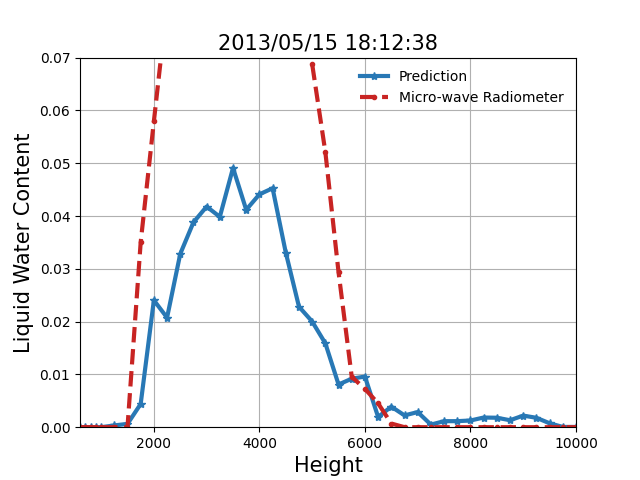 2013/05/15 18:12:38
Prediction
Micro-wave Radiometer
Liquid Water Content
0.07
0.06
0.05
0.04
0.03
0.02
0.01
0.00
2000 4000 6000 8000 10000
Height